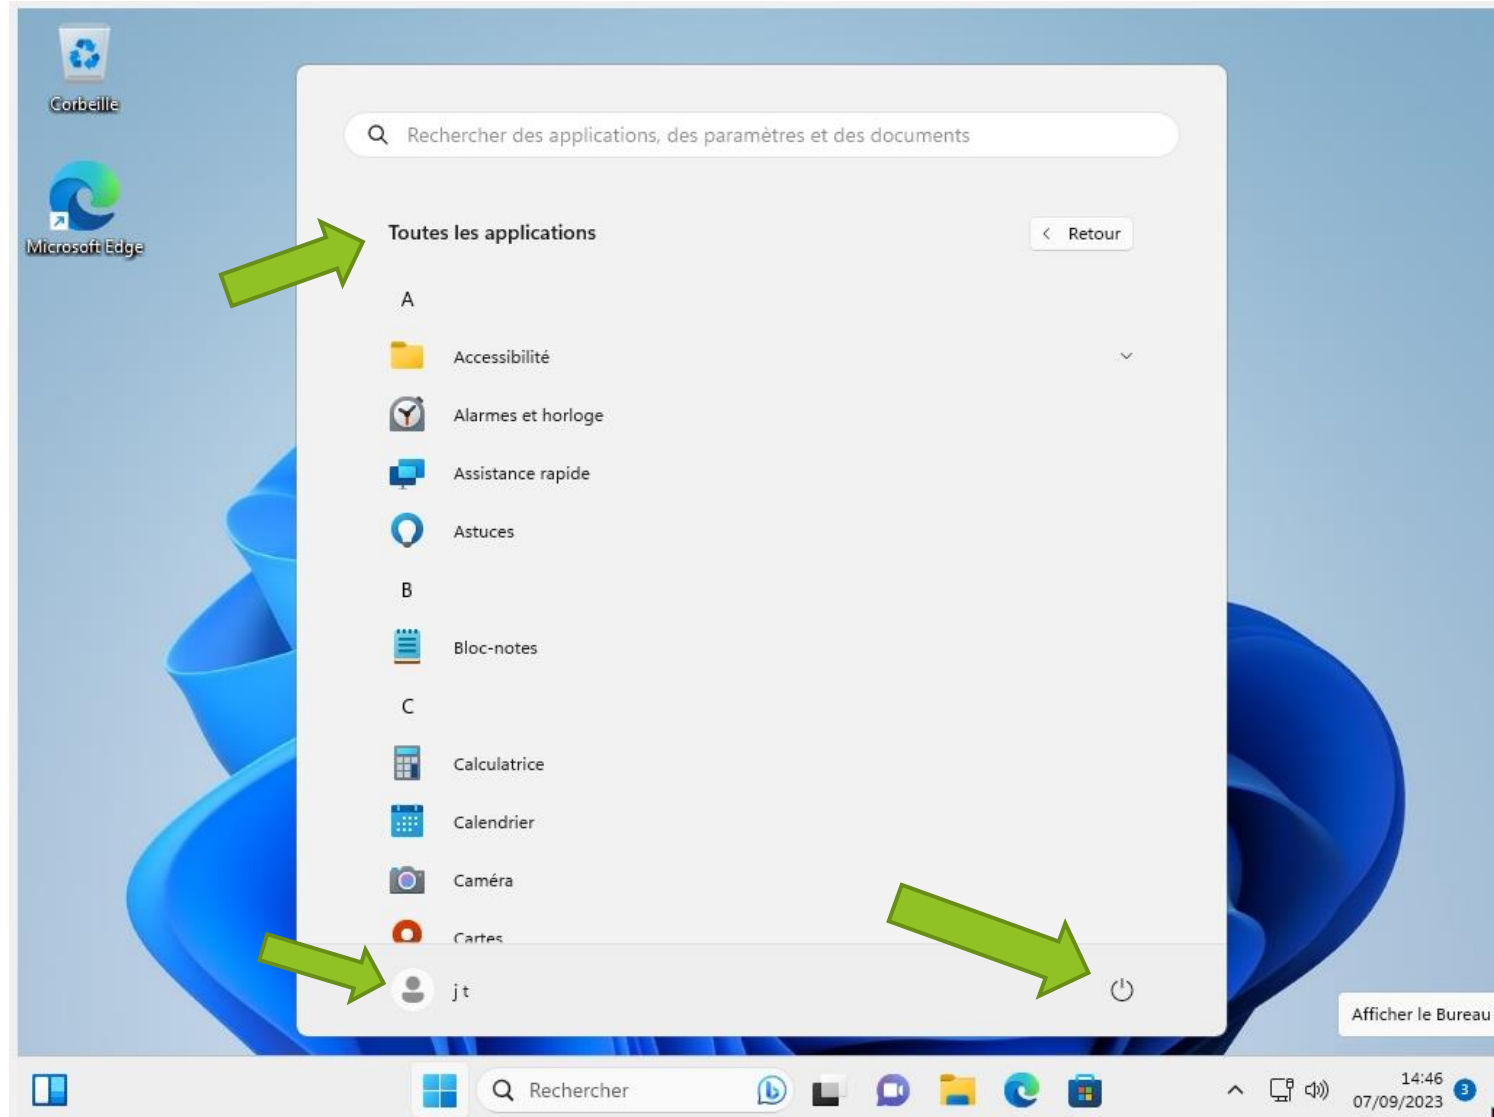 Corbeille
Microsoft Edge
Rechercher des applications, des paramètres et des documents
Toutes les applications
Retour
A
Accessibilité
Alarmes et horloge
Assistance rapide
Astuces
B
Bloc-notes
C
Calculatrice
Calendrier
Caméra
Cartes
j t
Afficher le Bureau
Rechercher
14:46
07/09/2023
3